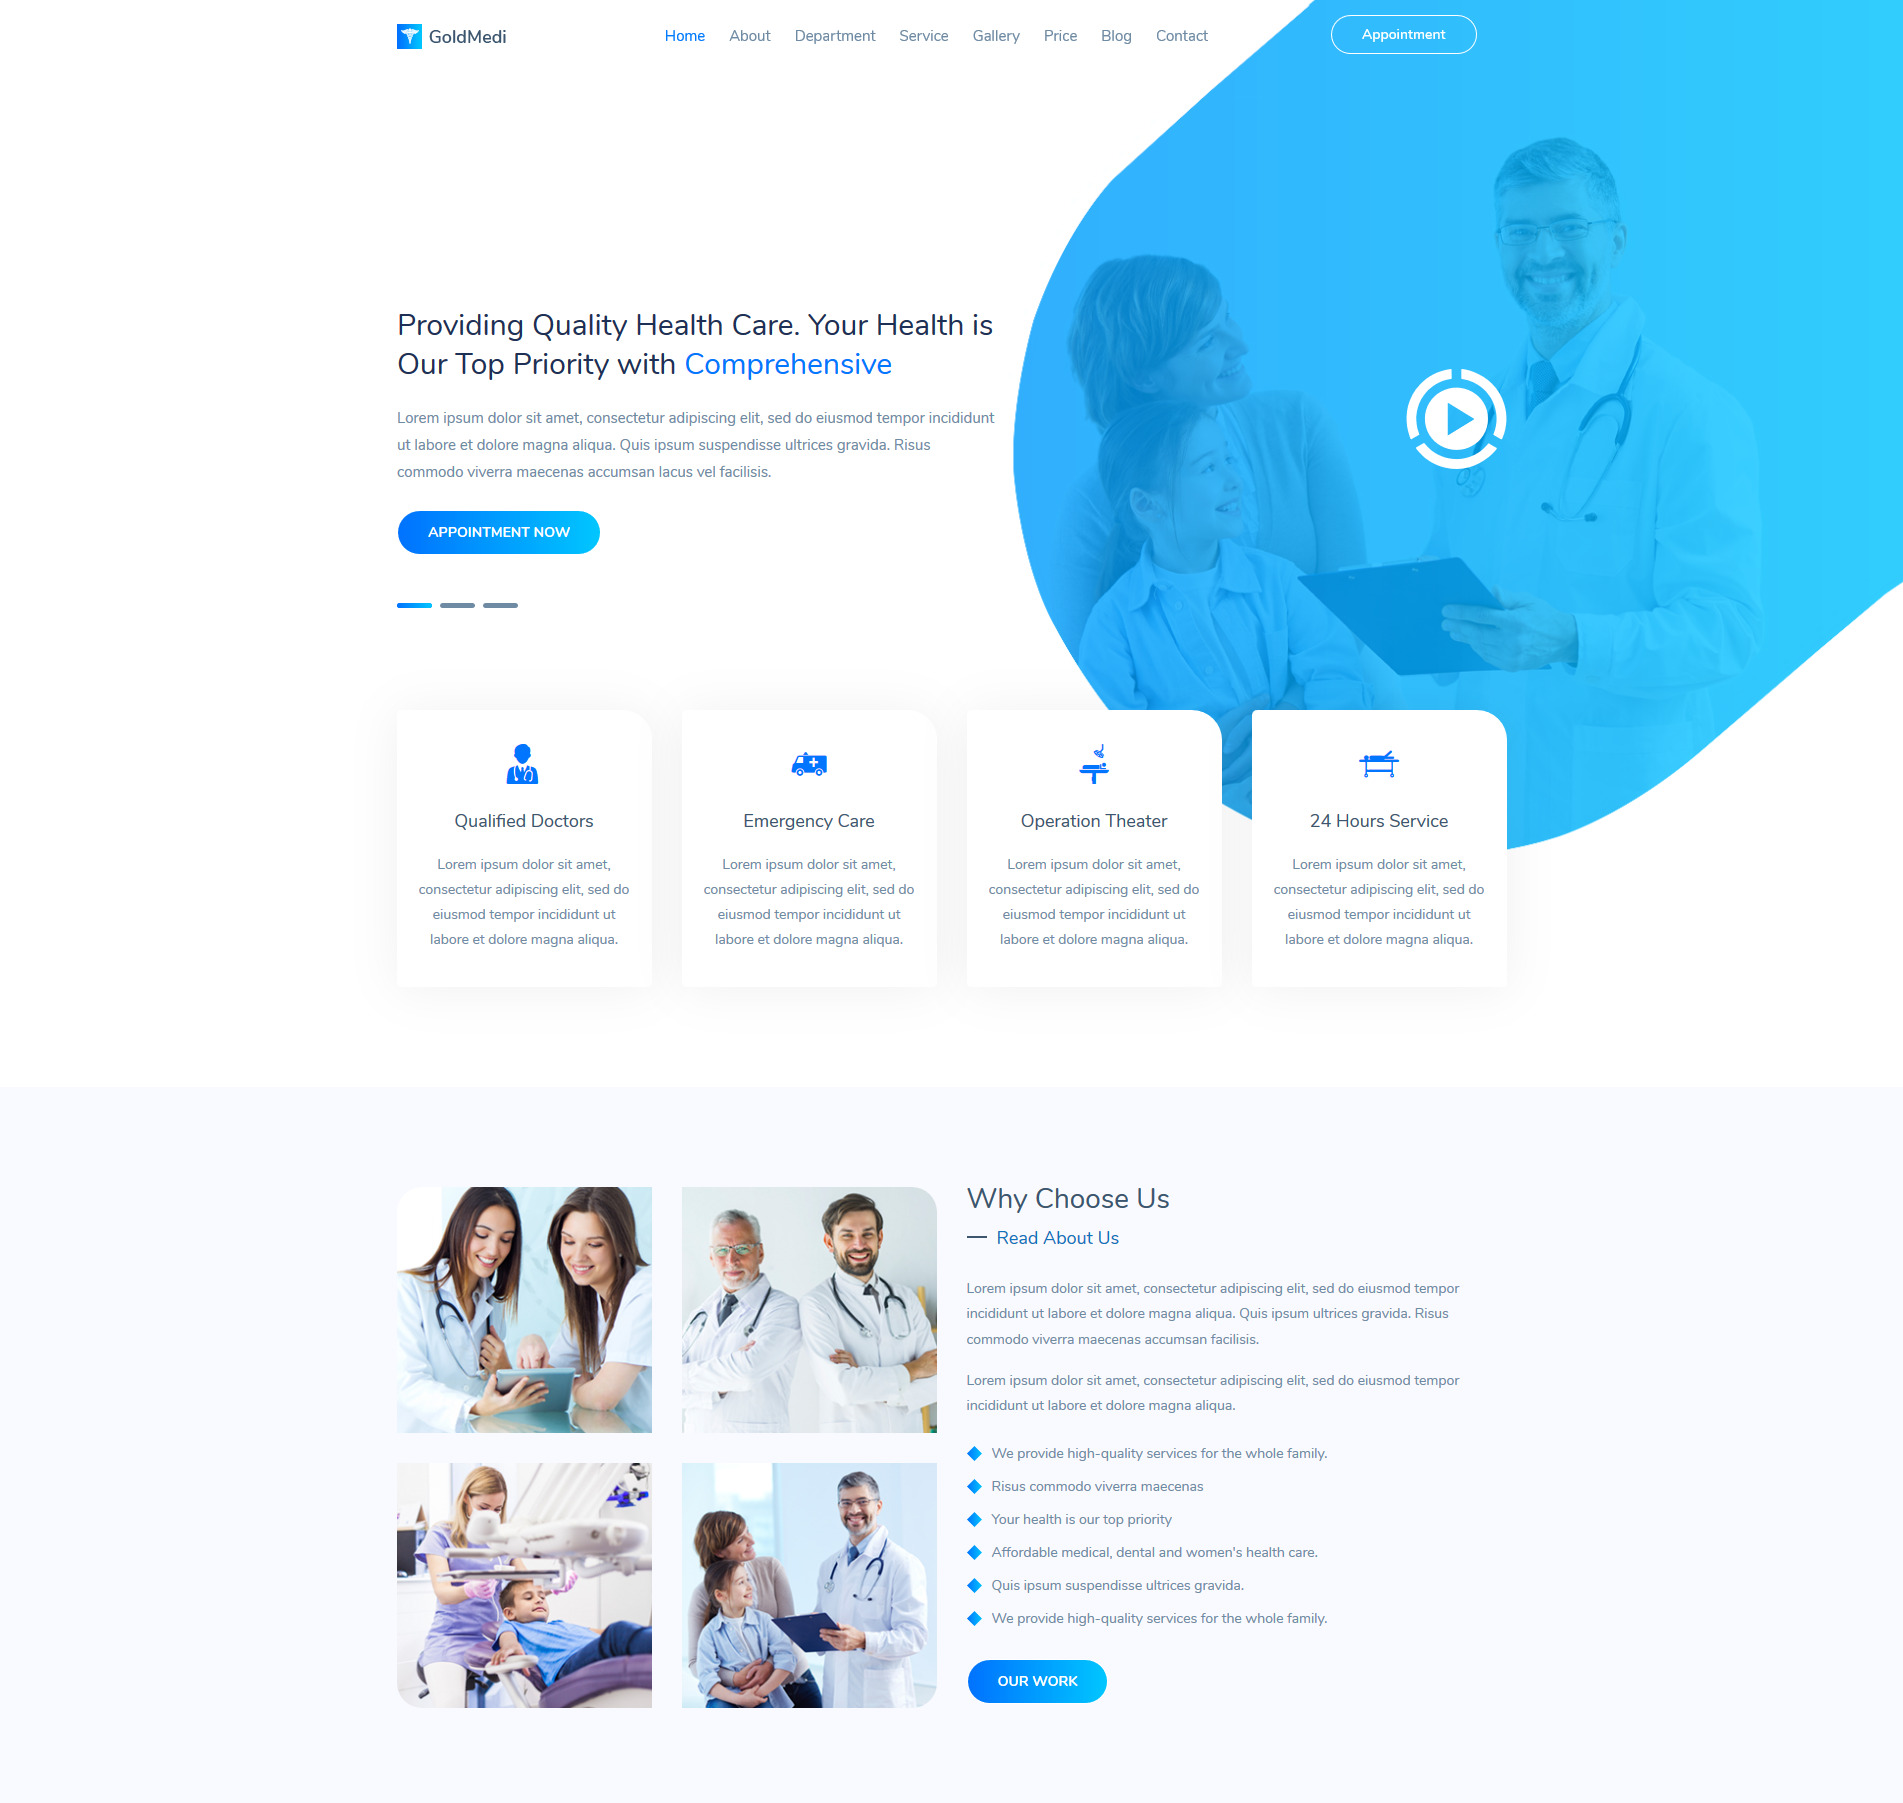 GoldMedi
Home About Department Service Gallery Price Blog Contact
Appointment
Providing Quality Health Care. Your Health is
Our Top Priority with Comprehensive
Lorem ipsum dolor sit amet, consectetur adipiscing elit, sed do eiusmod tempor incididunt
ut labore et dolore magna aliqua. Quis ipsum suspendisse ultrices gravida. Risus
commodo viverra maecenas accumsan lacus vel facilisis.
APPOINTMENT NOW
Qualified Doctors
Lorem ipsum dolor sit amet,
consectetur adipiscing elit, sed do
eiusmod tempor incididunt ut
labore et dolore magna aliqua.
Emergency Care
Lorem ipsum dolor sit amet,
consectetur adipiscing elit, sed do
eiusmod tempor incididunt ut
labore et dolore magna aliqua.
Operation Theater
Lorem ipsum dolor sit amet,
consectetur adipiscing elit, sed do
eiusmod tempor incididunt ut
labore et dolore magna aliqua.
24 Hours Service
Lorem ipsum dolor sit amet,
consectetur adipiscing elit, sed do
eiusmod tempor incididunt ut
labore et dolore magna aliqua.
Why Choose Us
Read About Us
Lorem ipsum dolor sit amet, consectetur adipiscing elit, sed do eiusmod tempor
incididunt ut labore et dolore magna aliqua. Quis ipsum ultrices gravida. Risus
commodo viverra maecenas accumsan facilisis.
Lorem ipsum dolor sit amet, consectetur adipiscing elit, sed do eiusmod tempor
incididunt ut labore et dolore magna aliqua.
We provide high-quality services for the whole family.
Risus commodo viverra maecenas
Your health is our top priority
Affordable medical, dental and women's health care.
Quis ipsum suspendisse ultrices gravida.
We provide high-quality services for the whole family.
OUR WORK